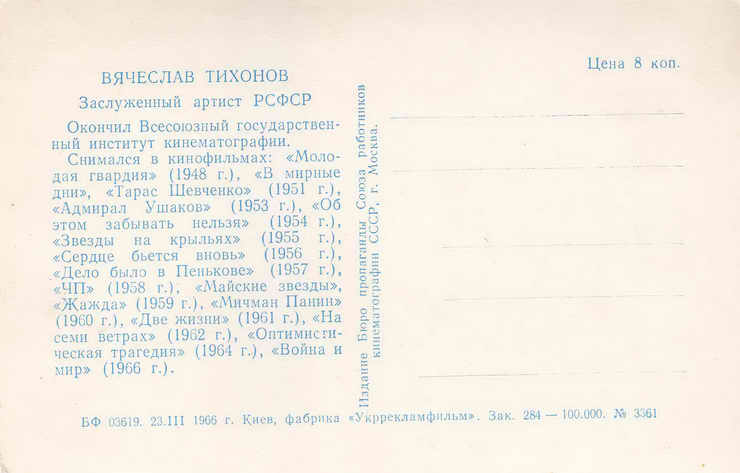 ВЯЧЕСЛАВ ТИХОНОВ
Заслуженный артист РСФСР
Окончил Всесоюзный государствен-
ный институт кинематографии.
Снимался в кинофильмах: «Моло-
дая гвардия» (1948 г.), «В мирные
дни», «Тарас Шевченко» (1951 г.),
«Адмирал Ушаков» (1953 г.), «Об
этом забывать нельзя» (1954 г.),
«Звезды на крыльях» (1955 г.),
«Сердце бьется вновь» (1956 г.),
«Дело было в Пенькове» (1957 г.),
«ЧП» (1958 г.), «Майские звезды»,
«Жажда» (1959 г.), «Мичман Панин»
(1960 г.), «Две жизни» (1961 г.), «На
семи ветрах» (1962 г.), «Оптимисти-
ческая трагедия» (1964 г.), «Война и
мир» (1966 г.).
Издание Бюро пропаганды Союза работников
кинематографии СССР, г. Москва.
Цена 8 коп.
БФ 03619. 23.III 1966 г. Киев, фабрика «Укррекламфильм». Зак. 284 — 100.000. № 3361